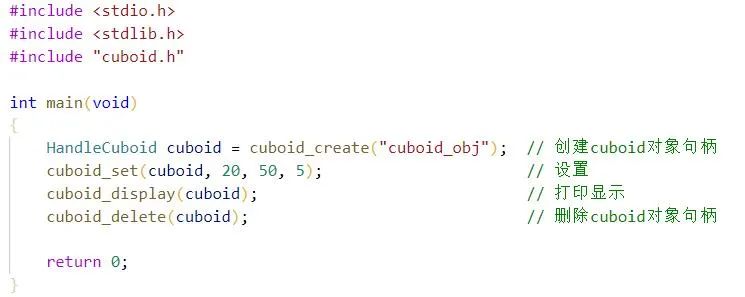 #include <stdio.h>
#include <stdlib.h>
#include "cuboid.h"

int main(void)
{
    HandleCuboid cuboid = cuboid_create("cuboid_obj");  // 创建cuboid对象句柄
    cuboid_set(cuboid, 20, 50, 5);                      // 设置
    cuboid_display(cuboid);                             // 打印显示
    cuboid_delete(cuboid);                              // 删除cuboid对象句柄

    return 0;
}